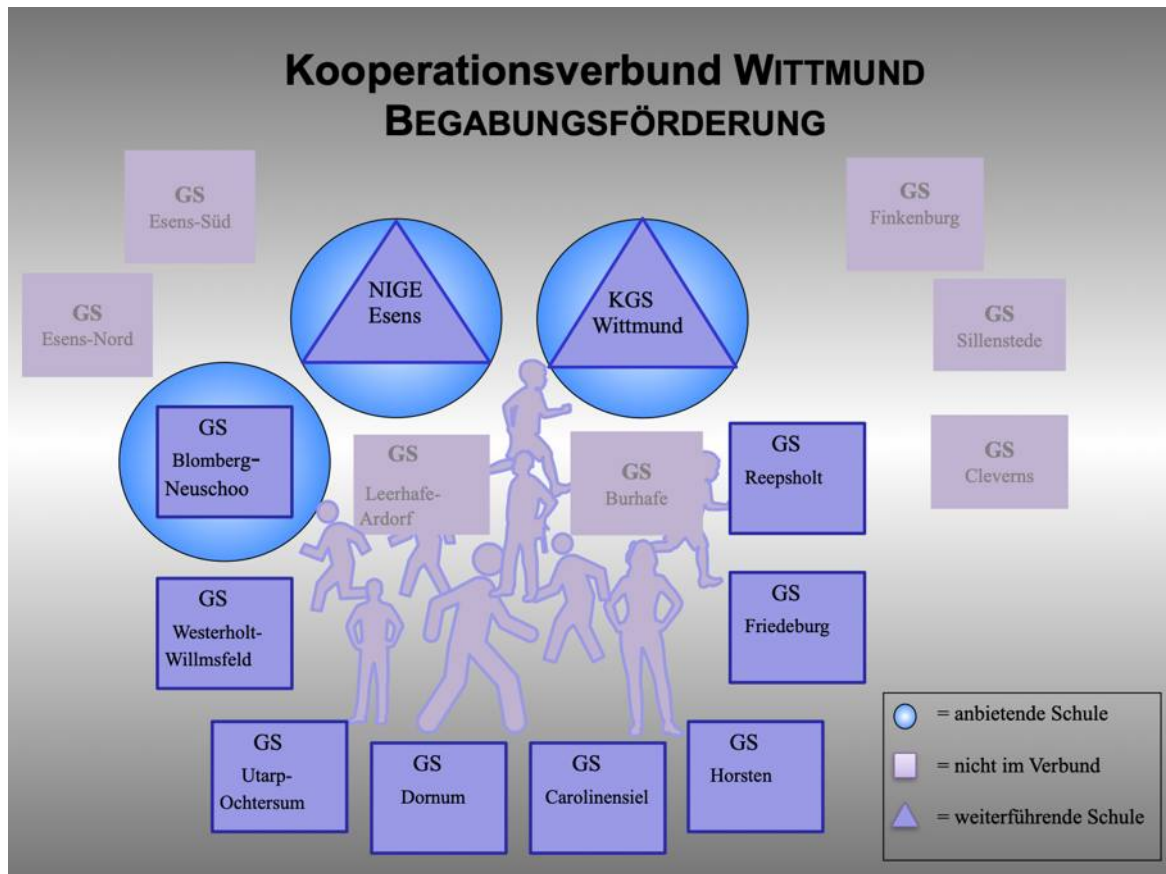 Kooperationsverbund WITTMUND
BEGABUNGSFÖRDERUNG
GS
Esens-Süd
GS
Finkenburg
GS
Esens-Nord
NIGE
Esens
KGS
Wittmund
GS
Sillenstede
GS
Blomberg-
Neuschoo
GS
Leerhafe-
Ardorf
GS
Burhafe
GS
Reepsholt
GS
Cleverns
GS
Westerholt-
Willmsfeld
GS
Friedeburg
GS
Utarp-
Ochtersum
GS
Dornum
GS
Carolinensiel
GS
Horsten
= anbietende Schule
= nicht im Verbund
= weiterführende Schule